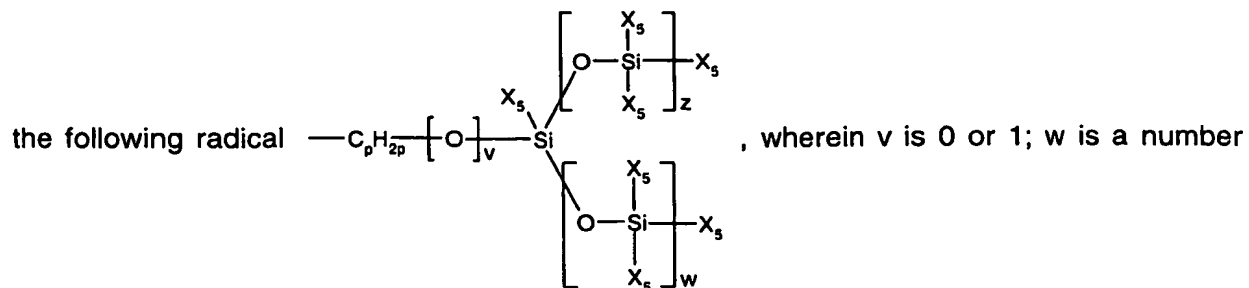 X5 X5
O Si X5
X5 X5 z
the following radical CpH2p [O]v Si , wherein v is 0 or 1; w is a number
X5
O Si X5
X5 w